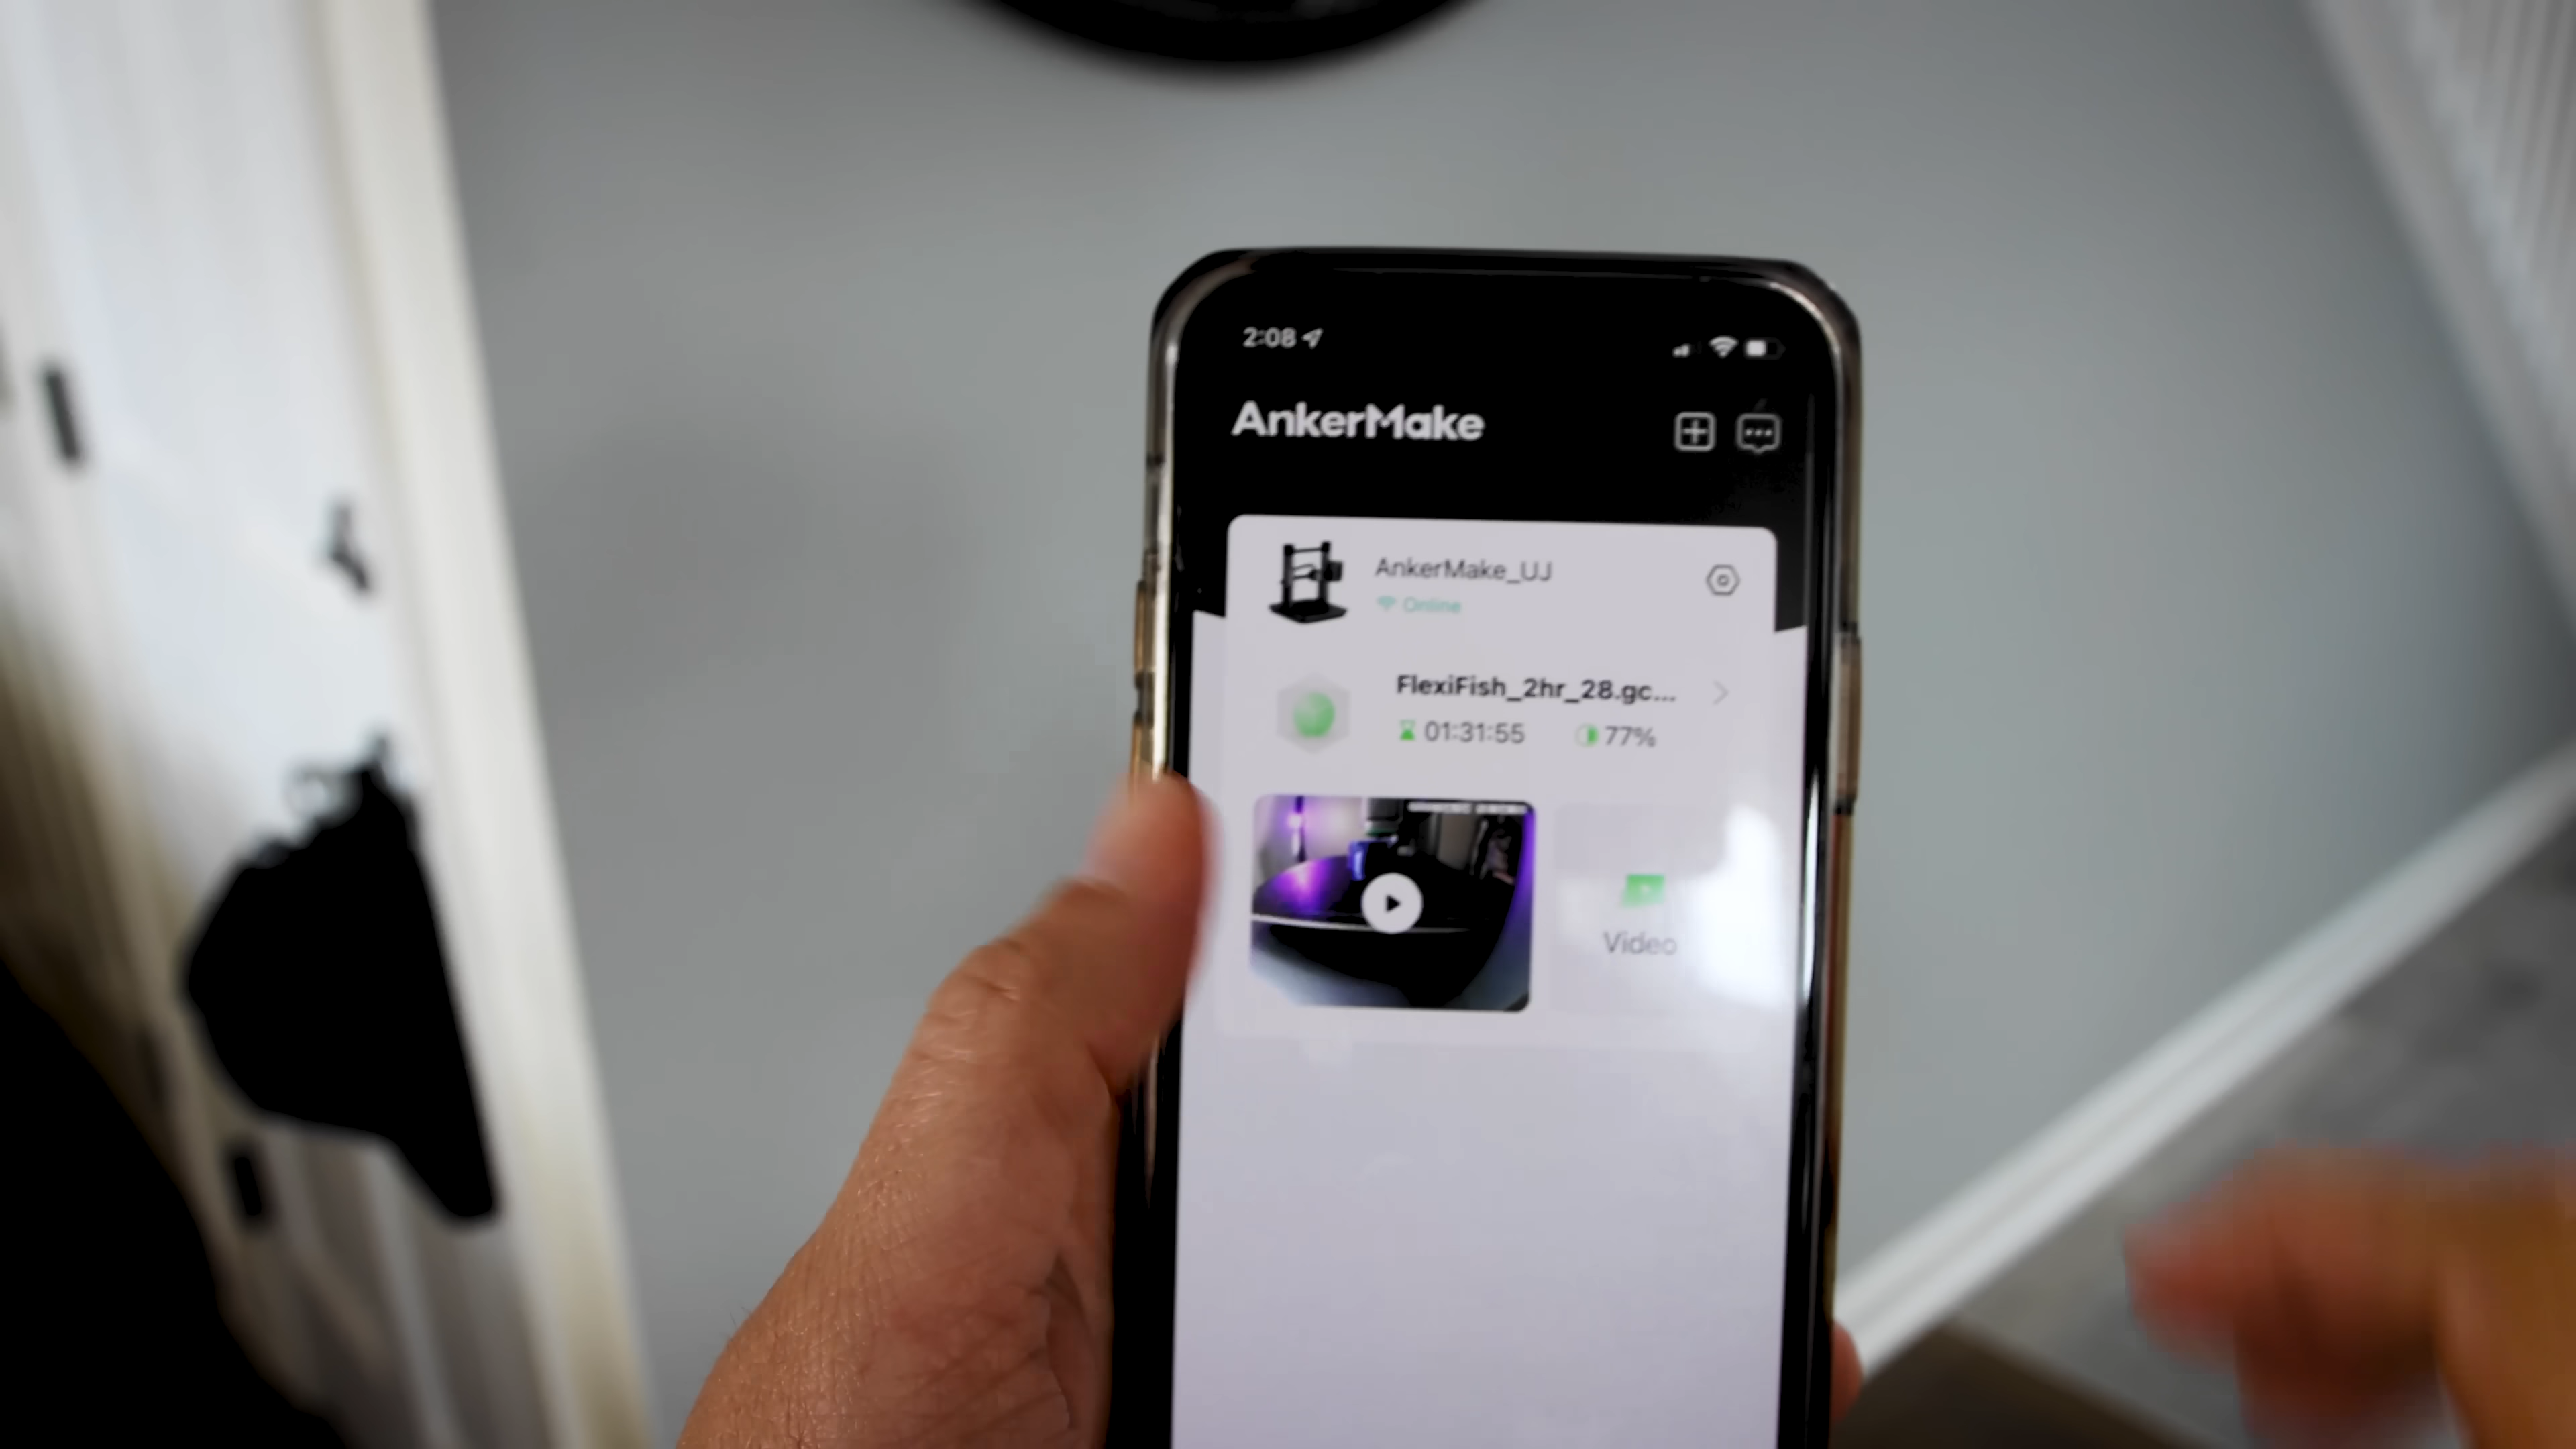 2:08
AnkerMake
AnkerMake_UJ
Online
FlexiFish_2hr_28.gc...
01:31:55 77%
Video